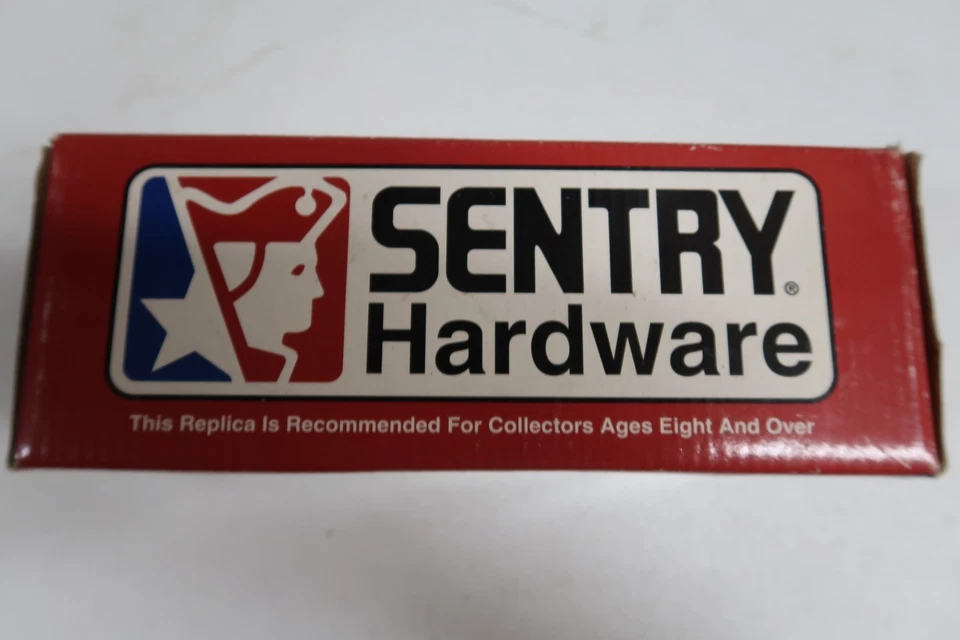 SENTRY®
Hardware
This Replica Is Recommended For Collectors Ages Eight And Over